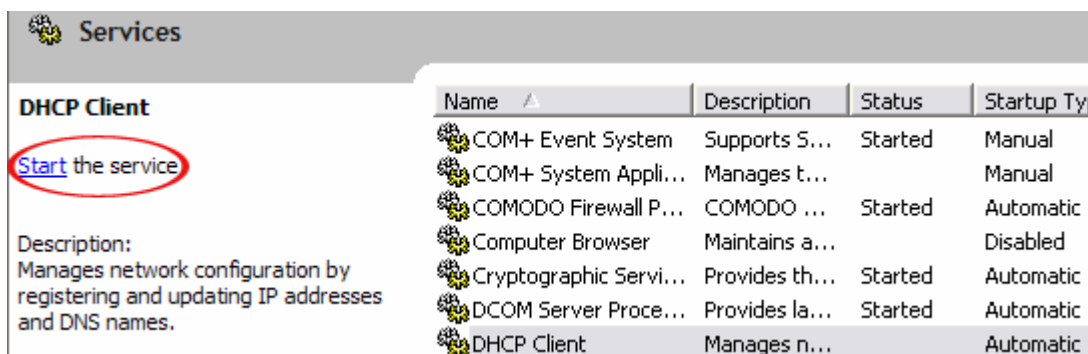 Services
DHCP Client
Start the service
Description:
Manages network configuration by
registering and updating IP addresses
and DNS names.
Name Description Status Startup Ty
COM+ Event System Supports S... Started Manual
COM+ System Appli... Manages t... Manual
COMODO Firewall P... COMODO ... Started Automatic
Computer Browser Maintains a... Disabled
Cryptographic Servi... Provides th... Started Automatic
DCOM Server Proce... Provides la... Started Automatic
DHCP Client Manages n... Automatic